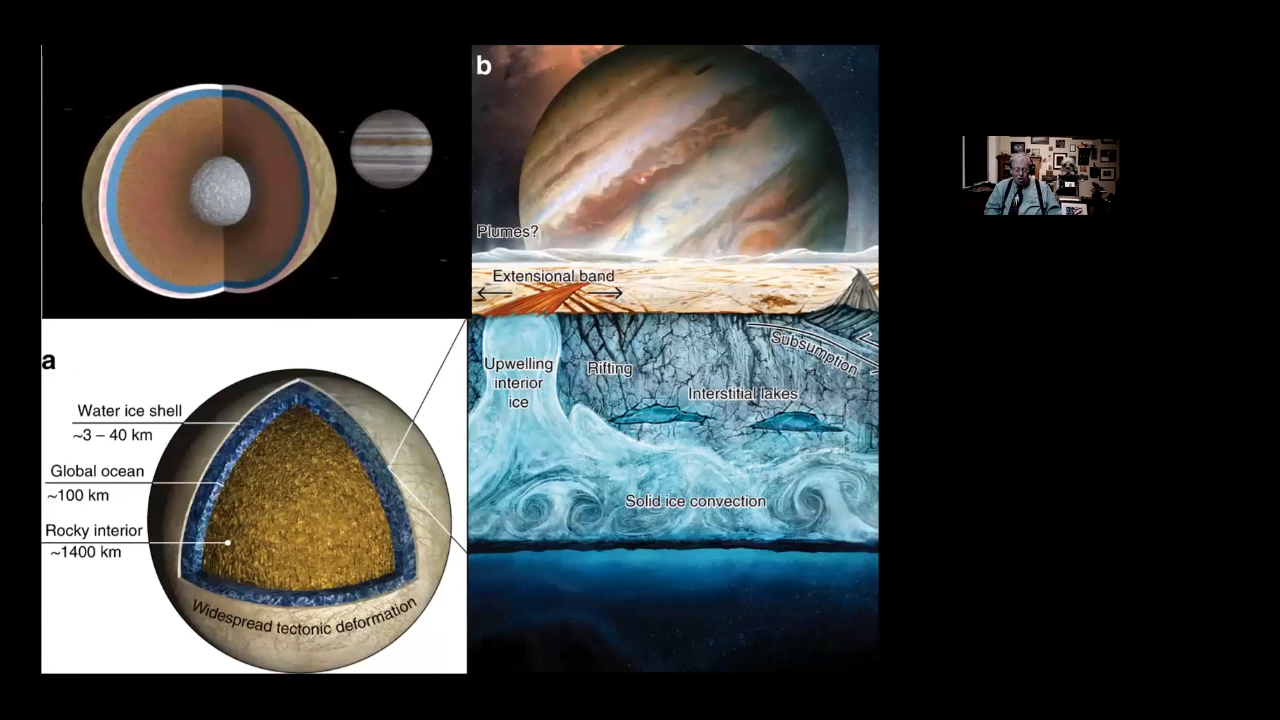 b
Plumes?
Extensional band
Subsumption
Upwelling
interior
ice
Rifting
Interstitial lakes
Solid ice convection
a
Water ice shell
~3 – 40 km
Global ocean
~100 km
Rocky interior
~1400 km
Widespread tectonic deformation